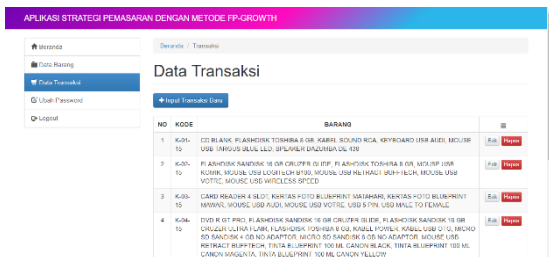 APLIKASI STRATEGI PEMASARAN DENGAN METODE FP-GROWTH
Beranda
Data Barang
Data Transaksi
Ubah Password
Logout
Beranda / Transaksi
Data Transaksi
+Input Transaksi Baru
NO KODE BARANG
1 K-01- CD BLANK, FLASHDISK TOSHIBA 8 GB, KABEL SOUND RCA, KEYBOARD USB AUDI, MOUSE Edit Hapus
15 USB TARGUS BLUE LED, SPEAKER DAZUMBA DE 430
2 K-02- FLASHDISK SANDISK 16 GB CRUZER GLIDE, FLASHDISK TOSHIBA 8 GB, MOUSE USB Edit Hapus
15 KOMIK, MOUSE USB LOGITECH B100, MOUSE USB RETRACT BUFFTECH, MOUSE USB
VOTRE, MOUSE USB WIRELESS SPEED
3 K-03- CARD READER 4 SLOT, KERTAS FOTO BLUEPRINT MATAHARI, KERTAS FOTO BLUEPRINT Edit Hapus
15 MAWAR, MOUSE USB AUDI, MOUSE USB VOTRE, USB 5 PIN, USB MALE TO FEMALE
4 K-04- DVD R GT PRO, FLASHDISK SANDISK 16 GB CRUZER GLIDE, FLASHDISK SANDISK 16 GB Edit Hapus
15 CRUZER ULTRA FLAIR, FLASHDISK TOSHIBA 8 GB, KABEL POWER, KABEL USB OTG, MICRO
SD SANDISK 4 GB NO ADAPTOR, MICRO SD SANDISK 8 GB NO ADAPTOR, MOUSE USB
RETRACT BUFFTECH, TINTA BLUEPRINT 100 ML CANON BLACK, TINTA BLUEPRINT 100 ML
CANON MAGENTA, TINTA BLUEPRINT 100 ML CANON YELLOW